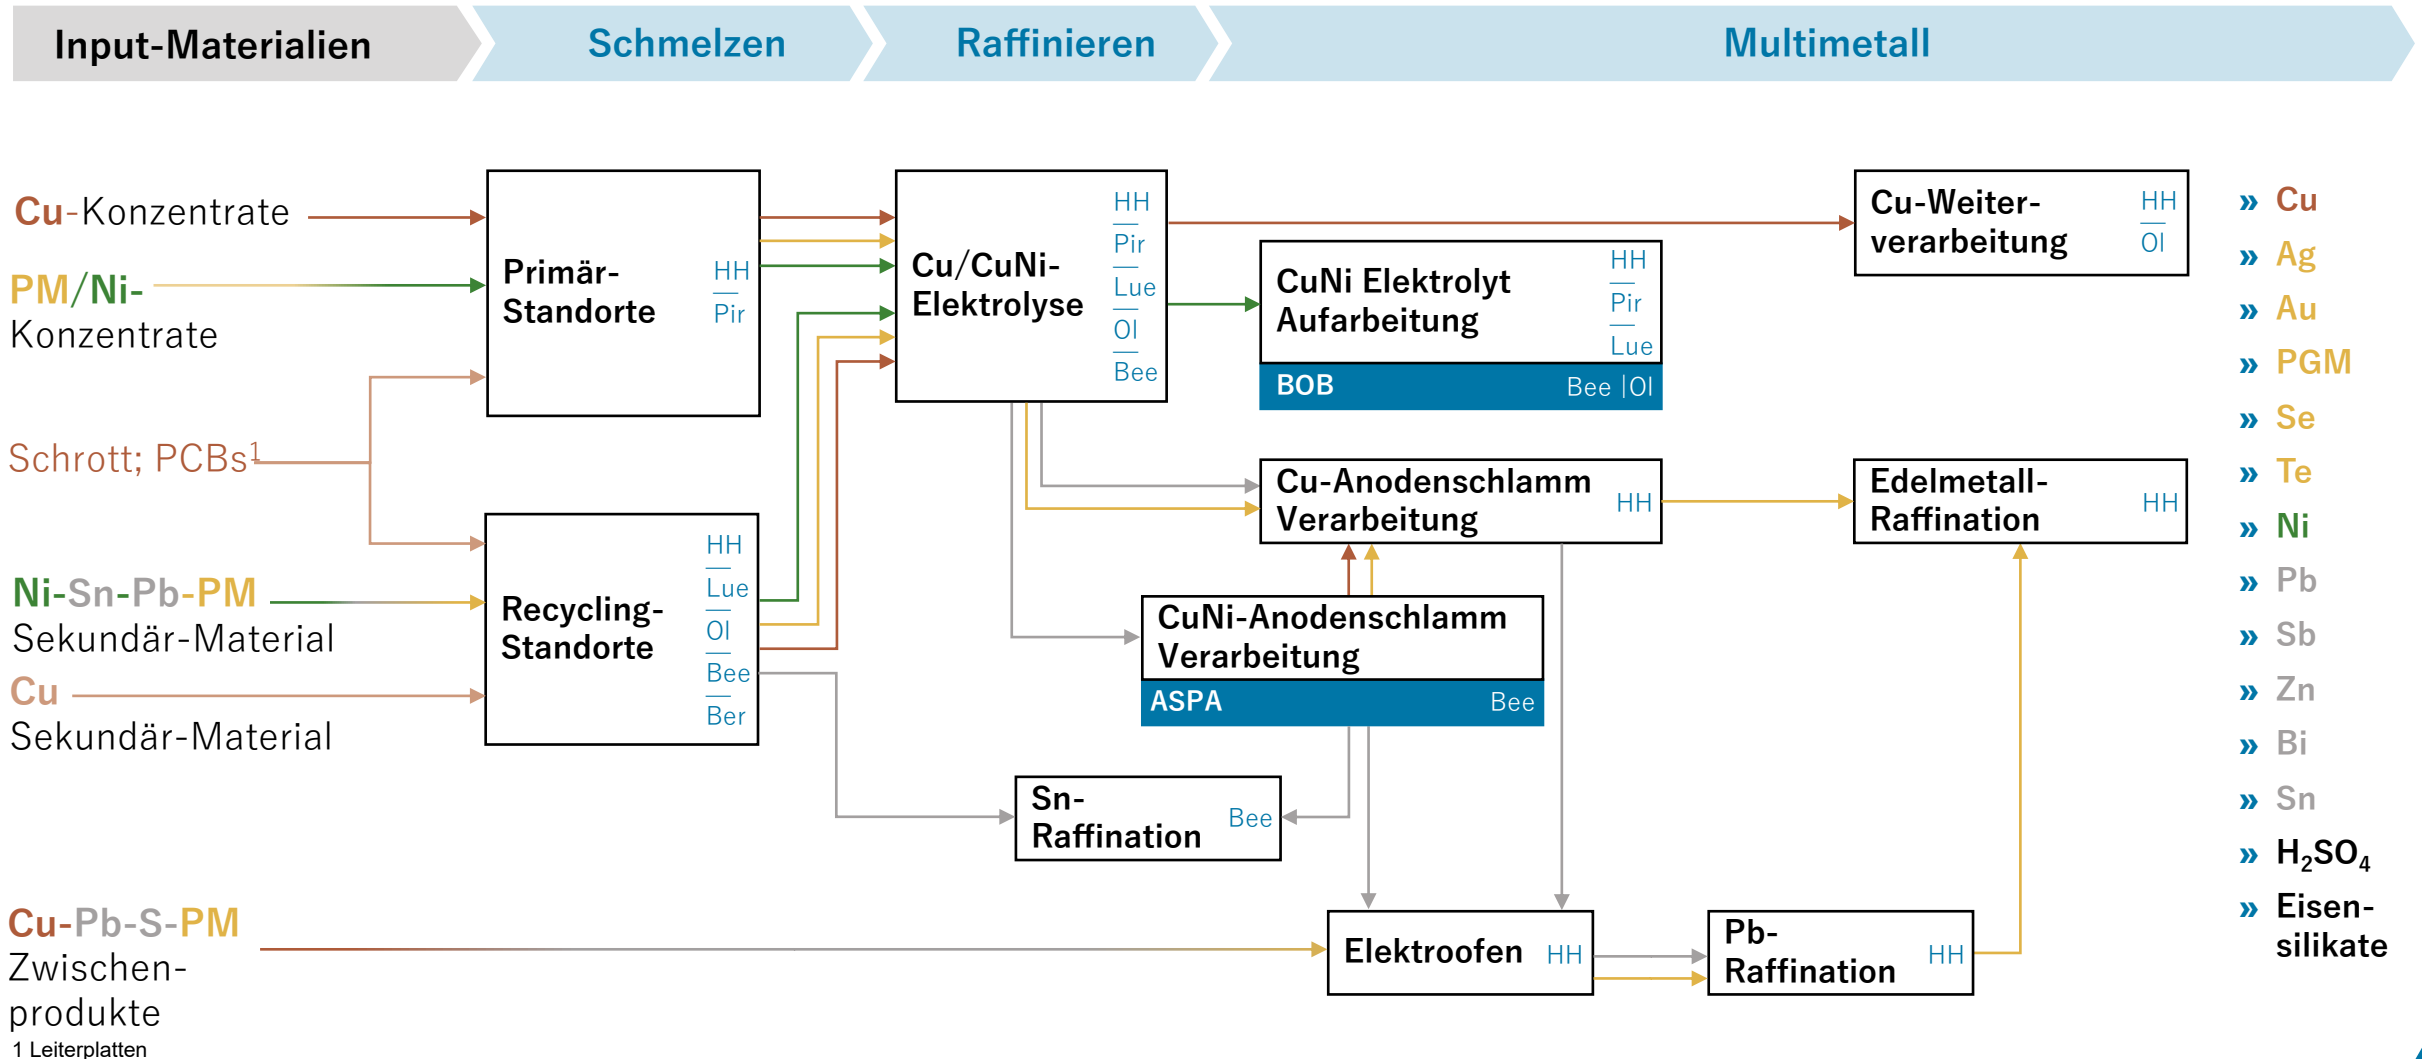 Input-Materialien
Schmelzen
Raffinieren
Multimetall
Cu-Konzentrate
PM/Ni-
Konzentrate
Schrott; PCBs¹
Ni-Sn-Pb-PM
Sekundär-Material
Cu
Sekundär-Material
Cu-Pb-S-PM
Zwischen-
produkte
1 Leiterplatten
Primär-
Standorte
HH
Pir
Recycling-
Standorte
HH
Lue
Ol
Bee
Ber
Cu/CuNi-
Elektrolyse
HH
Pir
Lue
Ol
Bee
CuNi Elektrolyt
Aufarbeitung
HH
Pir
Lue
BOB
Bee |Ol
Cu-Anodenschlamm
Verarbeitung
HH
CuNi-Anodenschlamm
Verarbeitung
ASPA
Bee
Sn-
Raffination
Bee
Elektroofen
HH
Pb-
Raffination
HH
Cu-Weiter-
verarbeitung
HH
Ol
Edelmetall-
Raffination
HH
» Cu
» Ag
» Au
» PGM
» Se
» Te
» Ni
» Pb
» Sb
» Zn
» Bi
» Sn
» H₂SO₄
» Eisen-
silikate